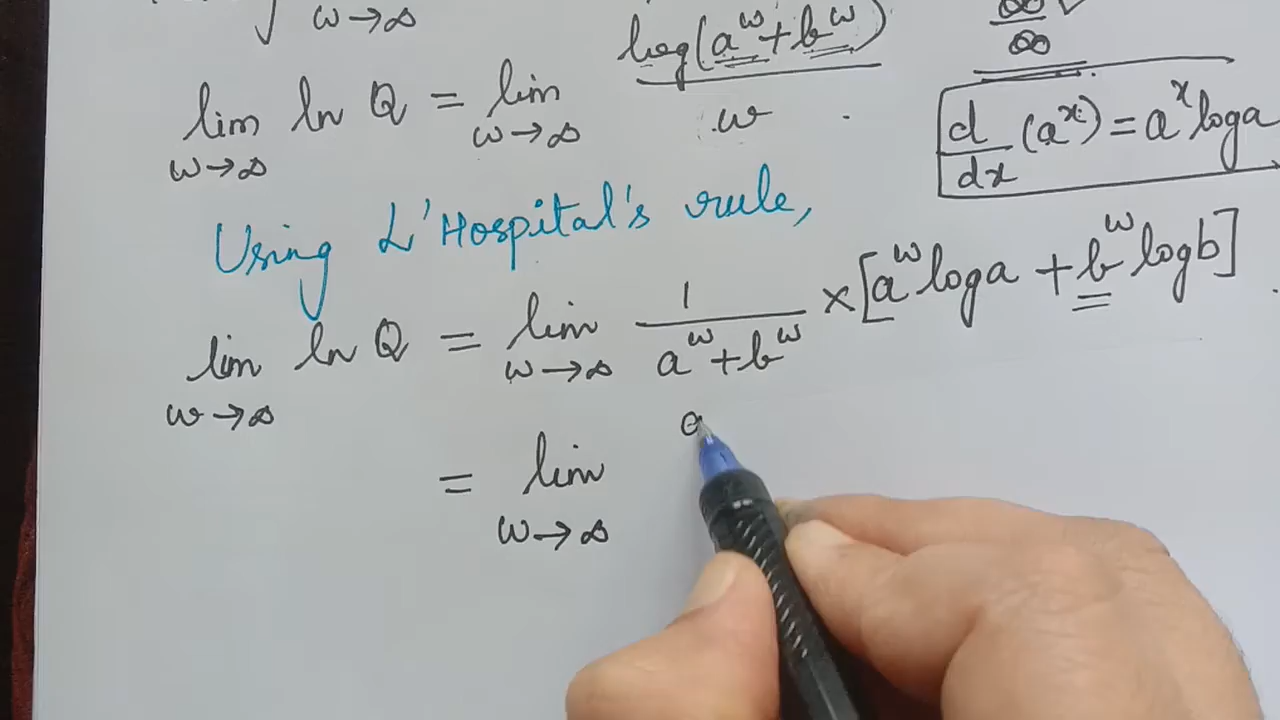 w→∞
lim ln Q = lim log(a^w + b^w) / w
w→∞ w→∞
∞/∞ ✓
d/dx (a^x) = a^x log a
Using L'Hospital's rule,
lim ln Q = lim 1 / (a^w + b^w) × [a^w log a + b^w log b]
w→∞ w→∞
= lim a
w→∞